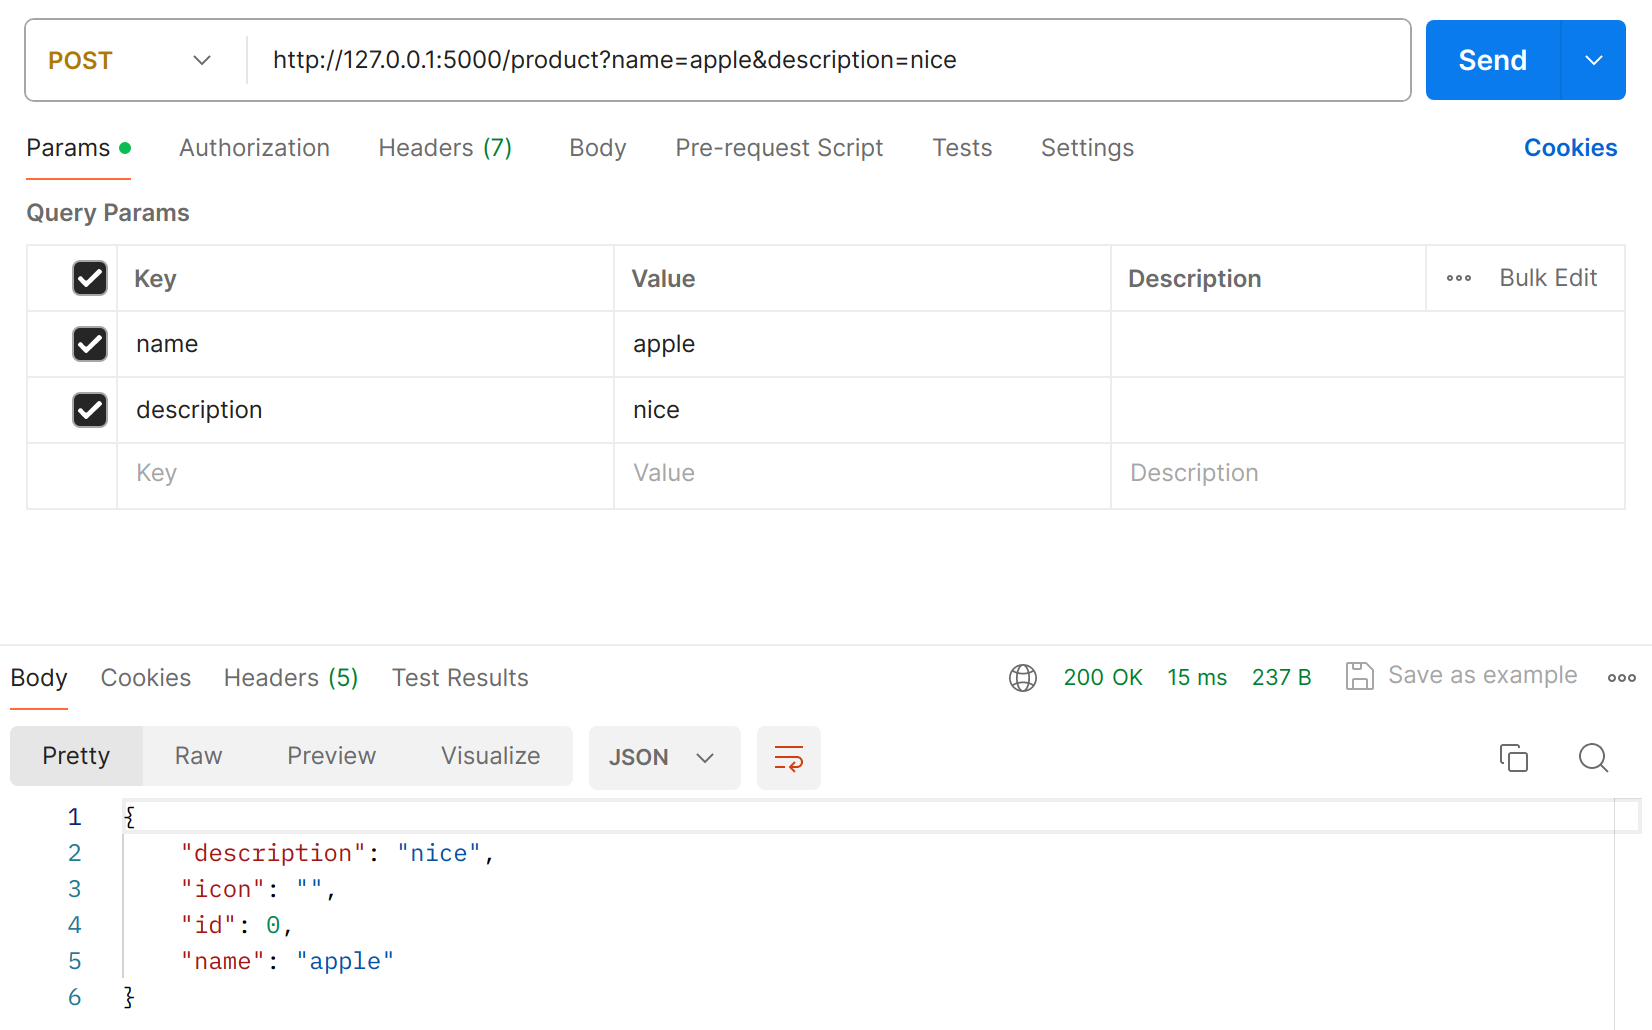 POST http://127.0.0.1:5000/product?name=apple&description=nice Send
Params Authorization Headers (7) Body Pre-request Script Tests Settings Cookies
Query Params
Key Value Description Bulk Edit
name apple
description nice
Key Value Description
Body Cookies Headers (5) Test Results 200 OK 15 ms 237 B Save as example
Pretty Raw Preview Visualize JSON
1 {
2 "description": "nice",
3 "icon": "",
4 "id": 0,
5 "name": "apple"
6 }